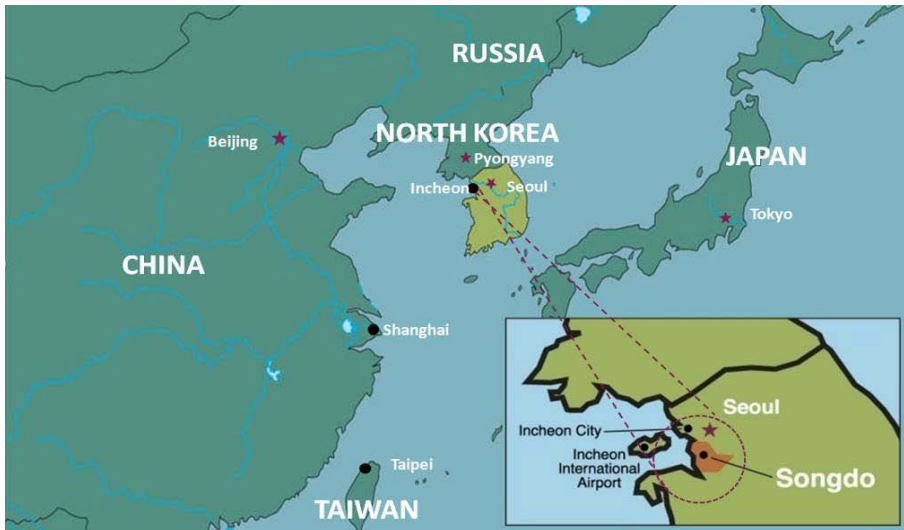 RUSSIA
NORTH KOREA
Beijing
Pyongyang
JAPAN
Incheon
Seoul
Tokyo
CHINA
Shanghai
Taipei
TAIWAN
Seoul
Incheon City
Incheon
International
Airport
Songdo